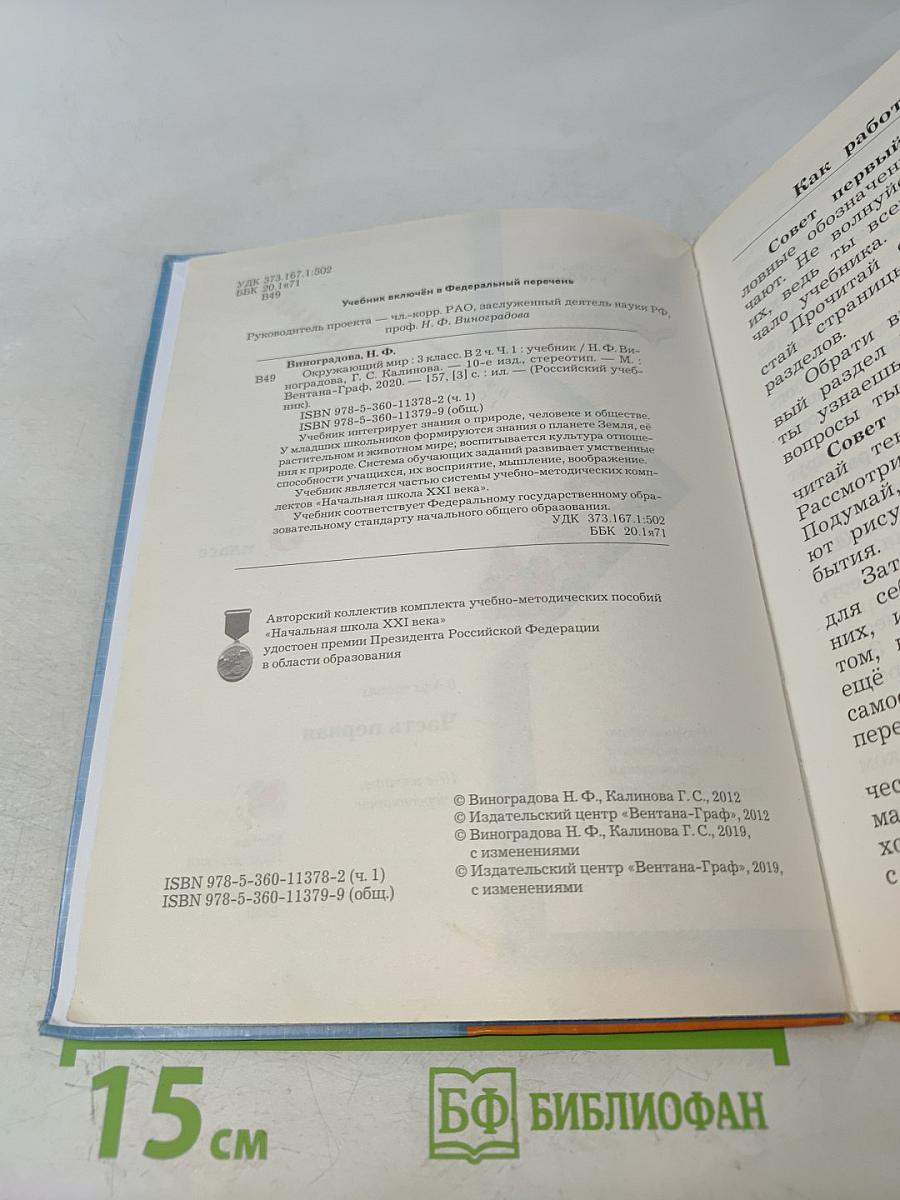 УДК 373.167.1:502
ББК 20.1я71
В49
Учебник включён в Федеральный перечень
Руководитель проекта — чл.-корр. РАО, заслуженный деятель науки РФ,
проф. Н. Ф. Виноградова
Виноградова, Н. Ф.
В49 Окружающий мир : 3 класс. В 2 ч. Ч. 1 : учебник / Н. Ф. Ви-
ноградова, Г. С. Калинова. — 10-е изд., стереотип. — М. :
Вентана-Граф, 2020. — 157, [3] с. : ил. — (Российский учеб-
ник).
ISBN 978-5-360-11378-2 (ч. 1)
ISBN 978-5-360-11379-9 (общ.)
Учебник интегрирует знания о природе, человеке и обществе.
У младших школьников формируются знания о планете Земля, её
растительном и животном мире; воспитывается культура отноше-
ния к природе. Система обучающих заданий развивает умственные
способности учащихся, их восприятие, мышление, воображение.
Учебник является частью системы учебно-методических комп-
лектов «Начальная школа XXI века».
Учебник соответствует Федеральному государственному обра-
зовательному стандарту начального общего образования.
УДК 373.167.1:502
ББК 20.1я71
Авторский коллектив комплекта учебно-методических пособий
«Начальная школа XXI века»
удостоен премии Президента Российской Федерации
в области образования
© Виноградова Н. Ф., Калинова Г. С., 2012
© Издательский центр «Вентана-Граф», 2012
© Виноградова Н. Ф., Калинова Г. С., 2019,
с изменениями
© Издательский центр «Вентана-Граф», 2019,
с изменениями
ISBN 978-5-360-11378-2 (ч. 1)
ISBN 978-5-360-11379-9 (общ.)
Как работ
Совет первый
ловные обозначен
чают. Не волнуйс
их, ведь ты все
чало учебника.
Прочитай
стай страницы
разделов.
Обрати в
вый раздел
ты узнаешь
вопросы ты
Совет
читай тек
Рассмотри
Подумай,
ют рису
бытия.
Зат
для себ
них, и
том,
ещё
самос
пере
чес
ма
хо
с
15 см
БФ БИБЛИОФАН